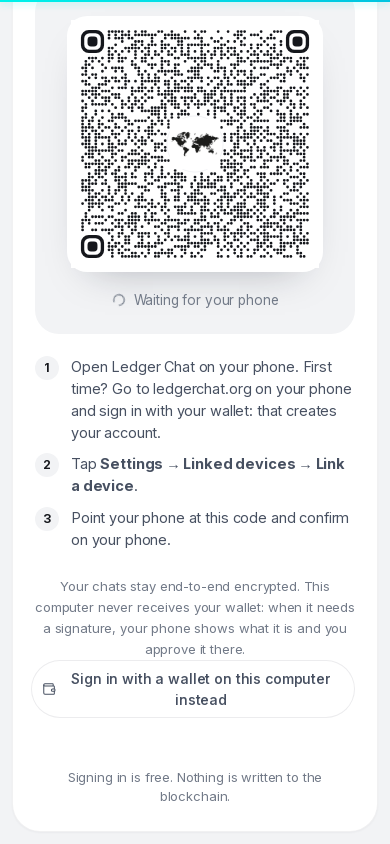 Waiting for your phone
1
Open Ledger Chat on your phone. First
time? Go to ledgerchat.org on your phone
and sign in with your wallet: that creates
your account.
2
Tap Settings → Linked devices → Link
a device.
3
Point your phone at this code and confirm
on your phone.
Your chats stay end-to-end encrypted. This
computer never receives your wallet: when it needs
a signature, your phone shows what it is and you
approve it there.
Sign in with a wallet on this computer
instead
Signing in is free. Nothing is written to the
blockchain.